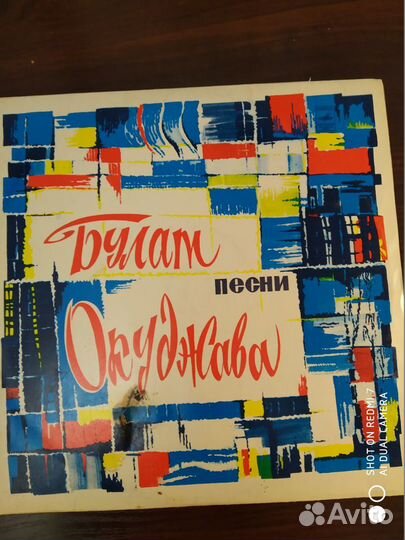 Булат
песни
Окуджава
SHOT ON REDMI 7
AI DUAL CAMERA
Avito